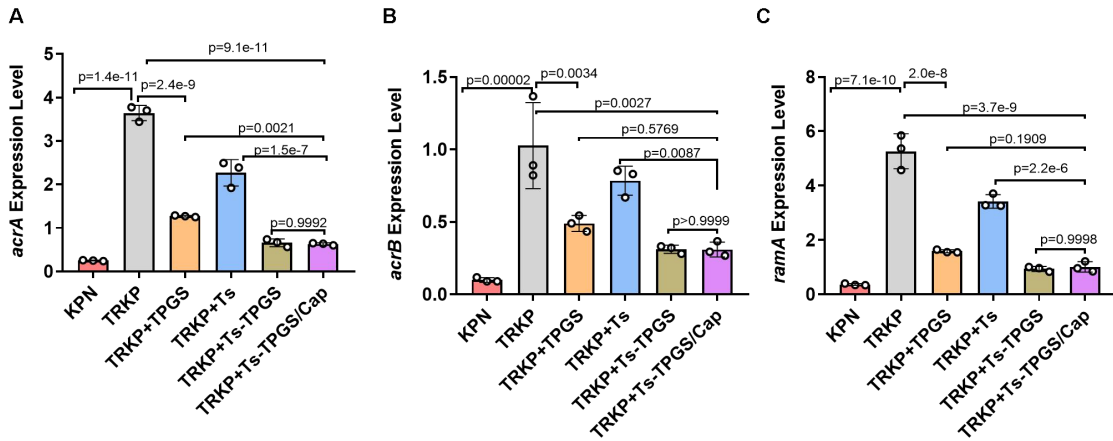 A
acrA Expression Level
5
4
3
2
1
0
p=9.1e-11
p=1.4e-11
p=2.4e-9
p=0.0021
p=1.5e-7
p=0.9992
KPN
TRKP
TRKP+TPGS
TRKP+Ts
TRKP+Ts-TPGS
TRKP+Ts-TPGS/Cap
B
acrB Expression Level
1.5
1.0
0.5
0.0
p=0.00002
p=0.0034
p=0.0027
p=0.5769
p=0.0087
p>0.9999
KPN
TRKP
TRKP+TPGS
TRKP+Ts
TRKP+Ts-TPGS
TRKP+Ts-TPGS/Cap
C
ramA Expression Level
8
6
4
2
0
p=7.1e-10
2.0e-8
p=3.7e-9
p=0.1909
p=2.2e-6
p=0.9998
KPN
TRKP
TRKP+TPGS
TRKP+Ts
TRKP+Ts-TPGS
TRKP+Ts-TPGS/Cap